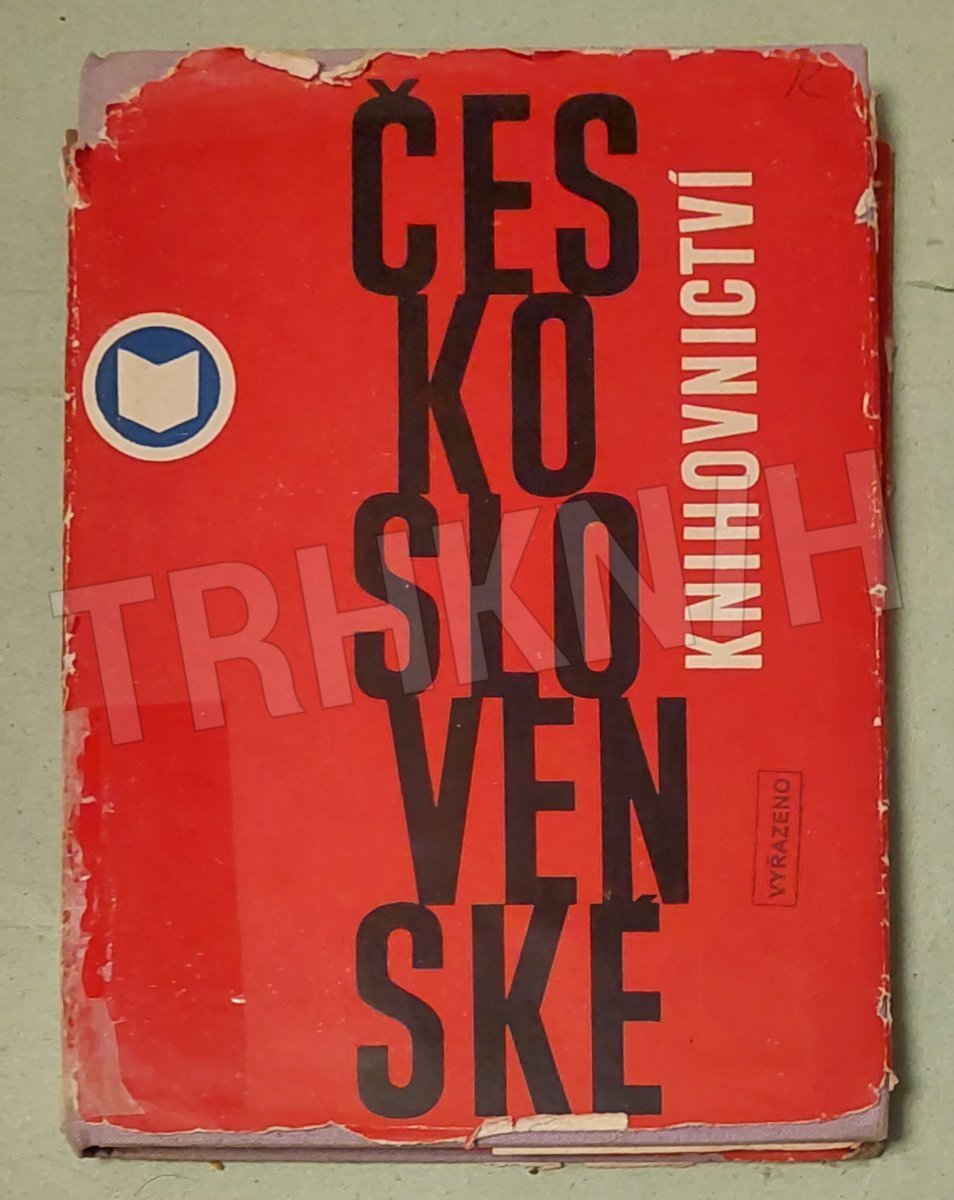 R
ČES
KO
SLO
VEN
SKÉ
KNIHOVNICTVÍ
TRHKNIH
VYŘAZENO